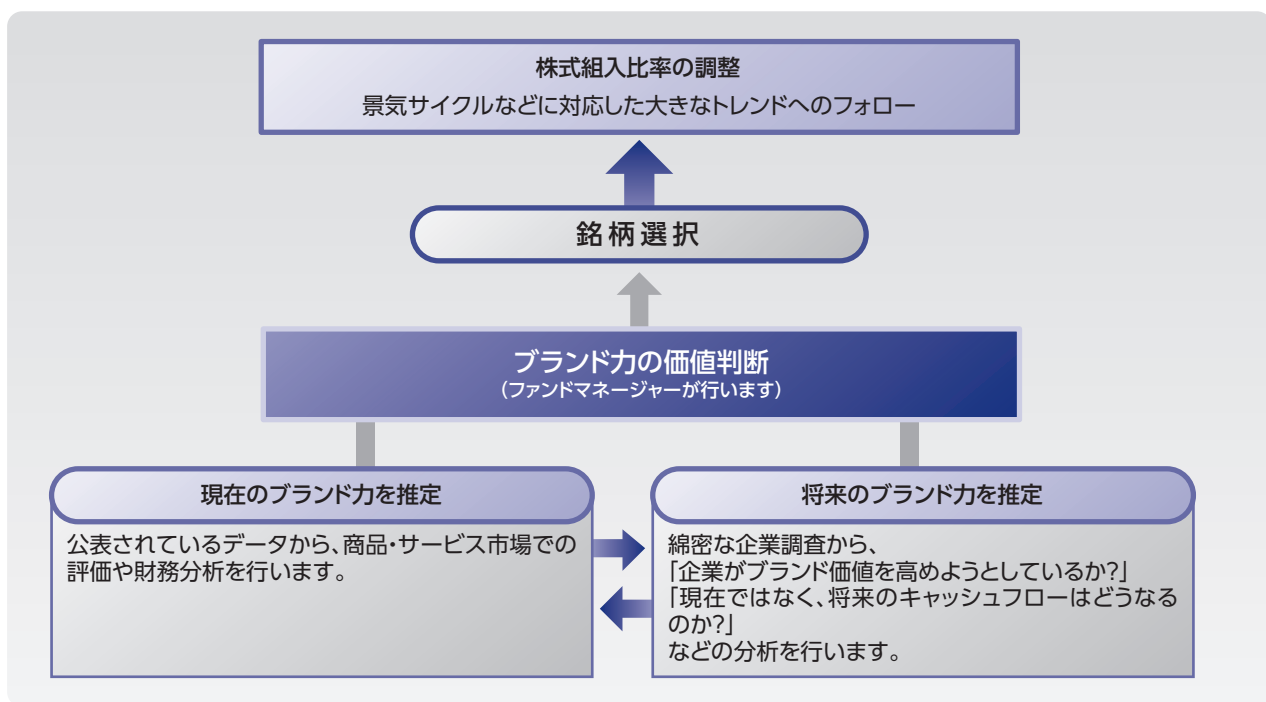 株式組入比率の調整
景気サイクルなどに対応した大きなトレンドへのフォロー
銘柄選択
ブランド力の価値判断
(ファンドマネージャーが行います)
現在のブランド力を推定
公表されているデータから、商品・サービス市場での
評価や財務分析を行います。
将来のブランド力を推定
綿密な企業調査から、
「企業がブランド価値を高めようとしているか?」
「現在ではなく、将来のキャッシュフローはどうなる
のか?」
などの分析を行います。